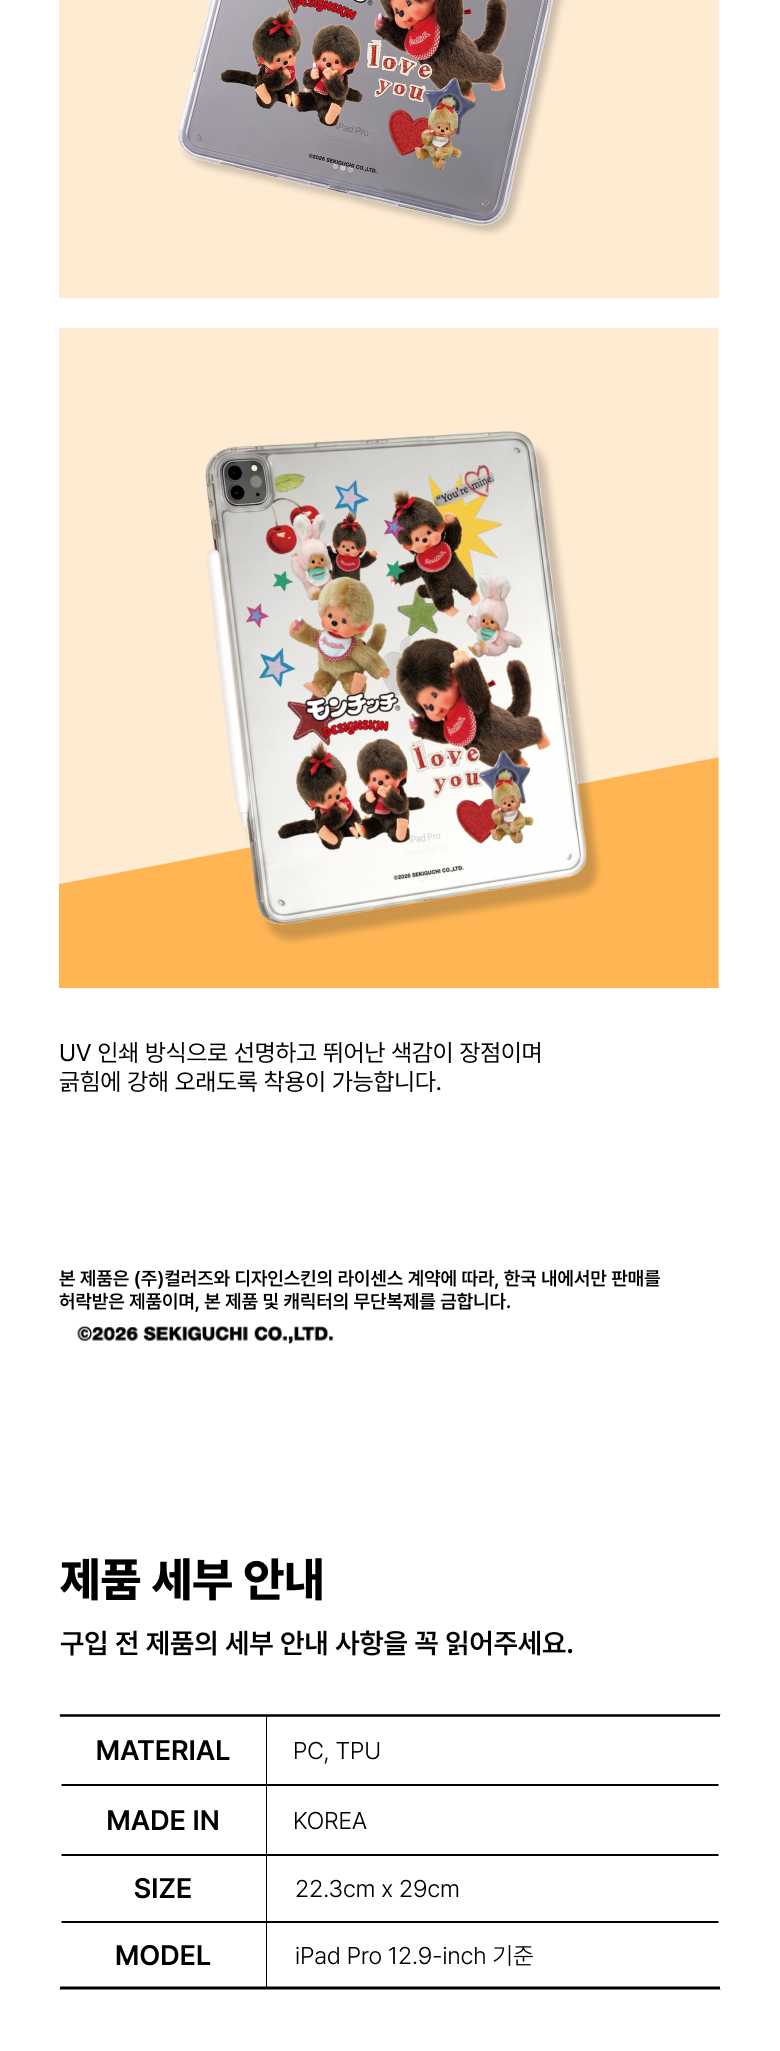 DESIGNSKIN
love
you
iPad Pro
©2026 SEKIGUCHI CO.,LTD.
"You're mine.
モンチッチ®
DESIGNSKIN
love
you
iPad Pro
©2026 SEKIGUCHI CO.,LTD.
UV 인쇄 방식으로 선명하고 뛰어난 색감이 장점이며
긁힘에 강해 오래도록 착용이 가능합니다.
본 제품은 (주)컬러즈와 디자인스킨의 라이센스 계약에 따라, 한국 내에서만 판매를
허락받은 제품이며, 본 제품 및 캐릭터의 무단복제를 금합니다.
©2026 SEKIGUCHI CO.,LTD.
제품 세부 안내
구입 전 제품의 세부 안내 사항을 꼭 읽어주세요.
MATERIAL PC, TPU
MADE IN KOREA
SIZE 22.3cm x 29cm
MODEL iPad Pro 12.9-inch 기준